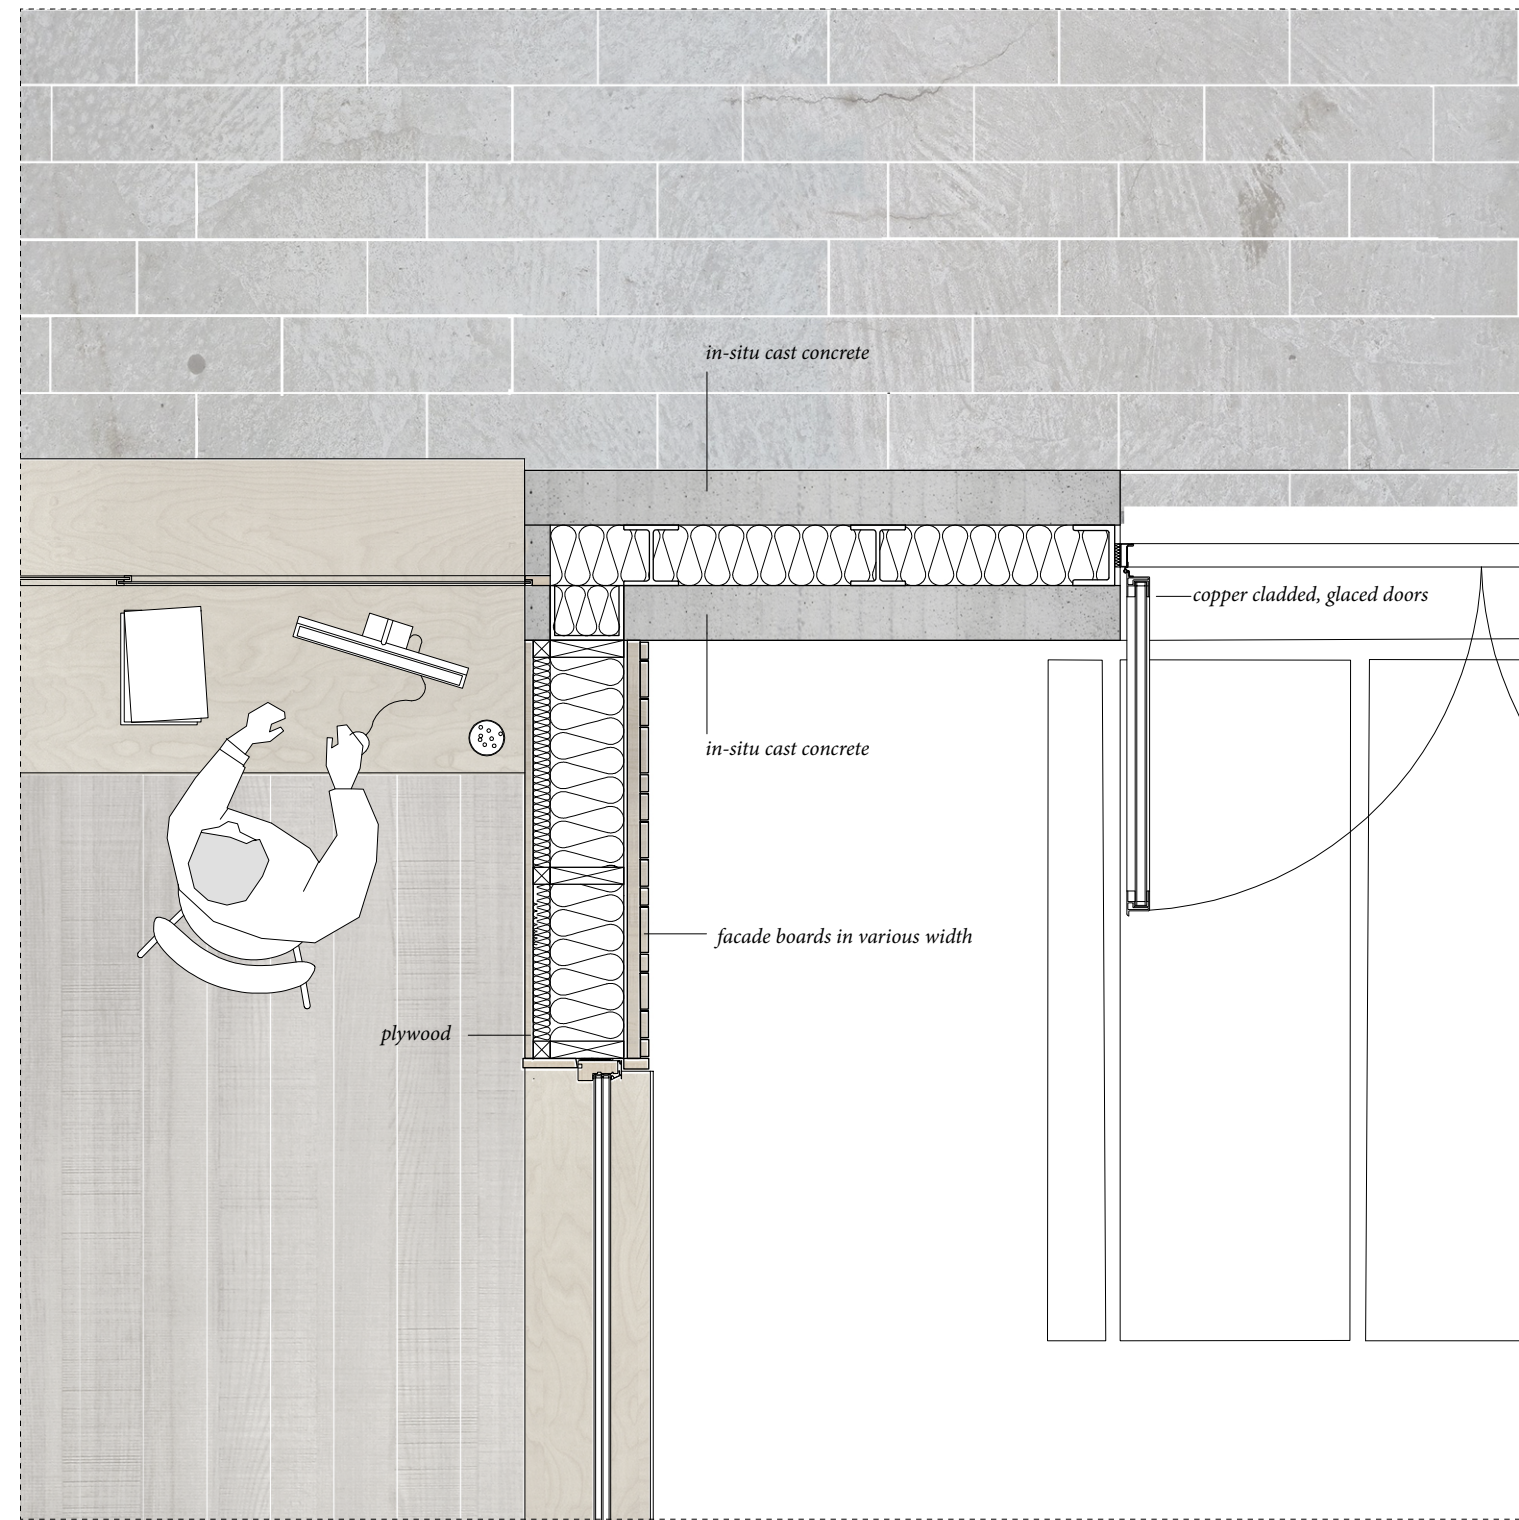 in-situ cast concrete
copper cladded, glaced doors
in-situ cast concrete
facade boards in various width
plywood